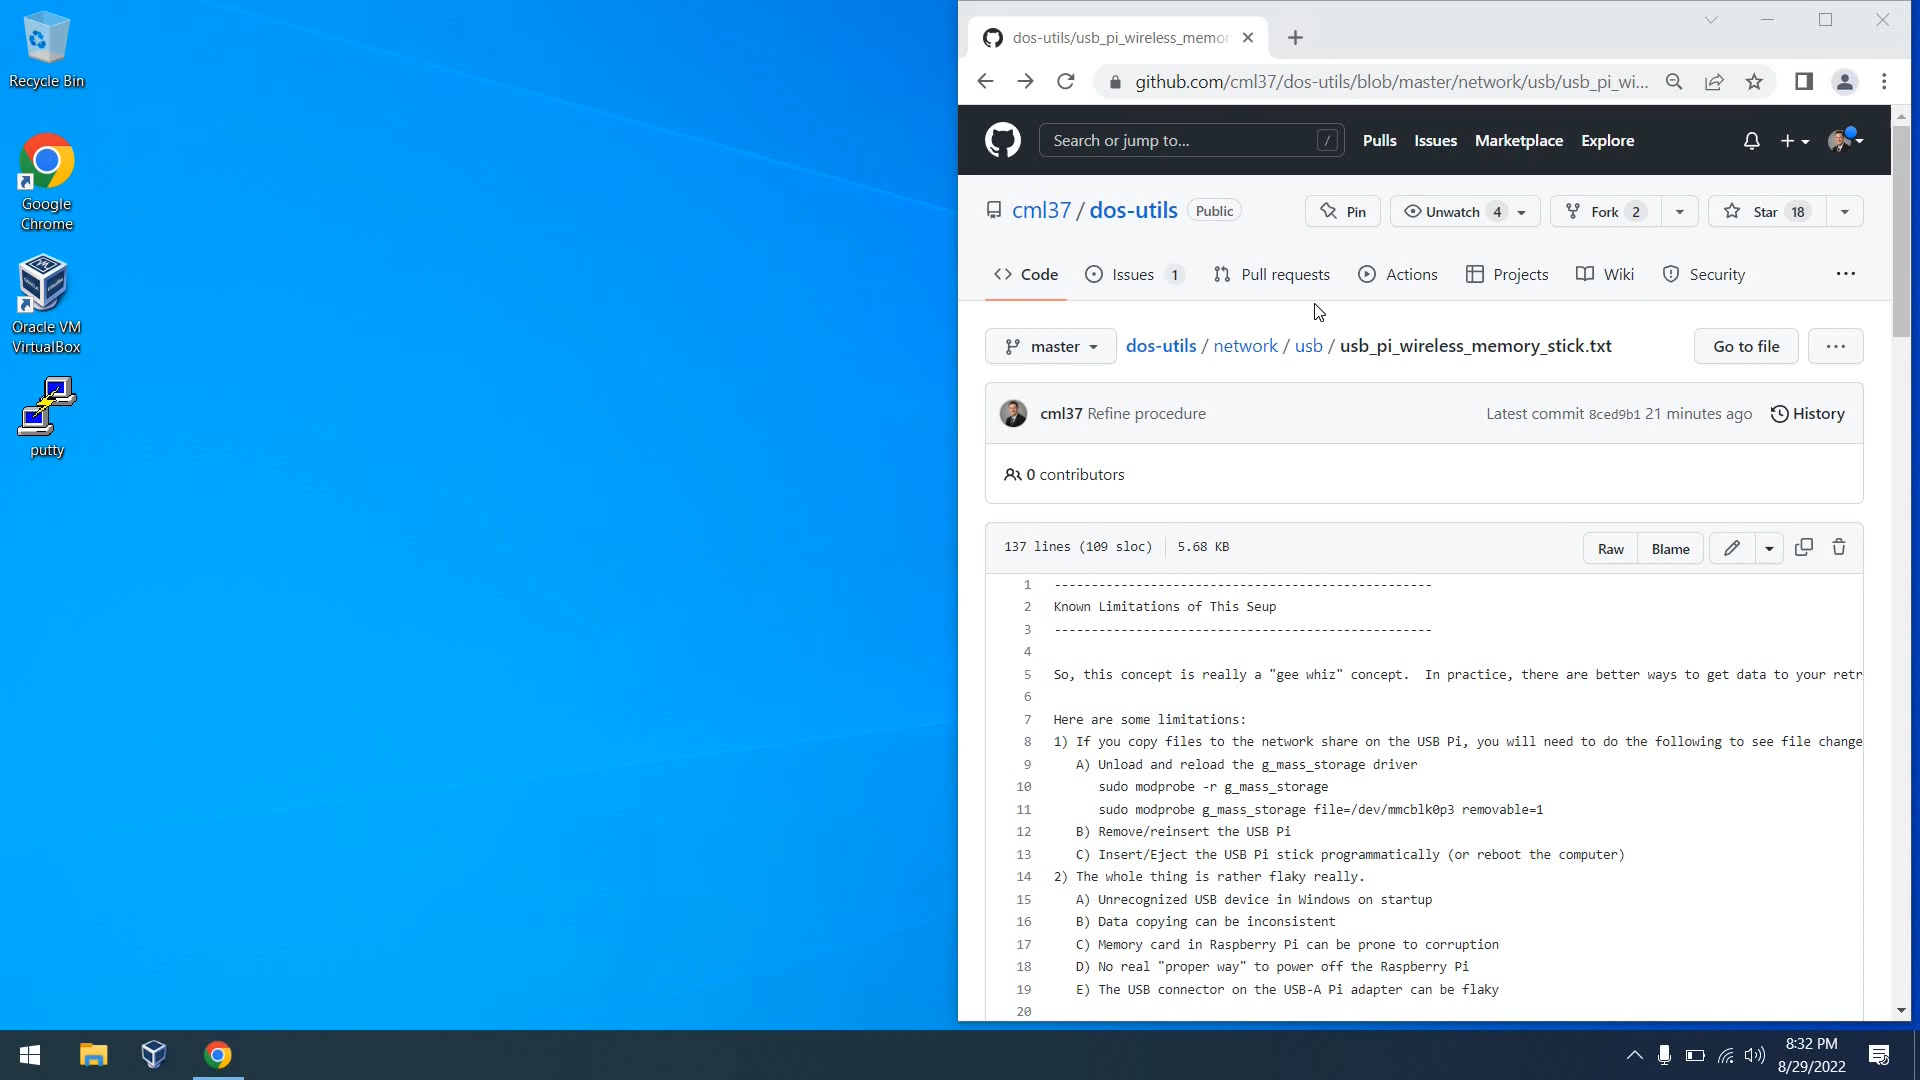 Recycle Bin
Google
Chrome
Oracle VM
VirtualBox
putty
dos-utils/usb_pi_wireless_memor
github.com/cml37/dos-utils/blob/master/network/usb/usb_pi_wi...
Search or jump to... /
Pulls Issues Marketplace Explore
cml37 / dos-utils Public
Pin Unwatch 4 Fork 2 Star 18
Code Issues 1 Pull requests Actions Projects Wiki Security
master dos-utils / network / usb / usb_pi_wireless_memory_stick.txt Go to file
cml37 Refine procedure Latest commit 8ced9b1 21 minutes ago History
0 contributors
137 lines (109 sloc) 5.68 KB Raw Blame
1 ---------------------------------------------------
2 Known Limitations of This Seup
3 ---------------------------------------------------
4
5 So, this concept is really a "gee whiz" concept.  In practice, there are better ways to get data to your retr
6
7 Here are some limitations:
8 1) If you copy files to the network share on the USB Pi, you will need to do the following to see file change
9 A) Unload and reload the g_mass_storage driver
10 sudo modprobe -r g_mass_storage
11 sudo modprobe g_mass_storage file=/dev/mmcblk0p3 removable=1
12 B) Remove/reinsert the USB Pi
13 C) Insert/Eject the USB Pi stick programmatically (or reboot the computer)
14 2) The whole thing is rather flaky really.
15 A) Unrecognized USB device in Windows on startup
16 B) Data copying can be inconsistent
17 C) Memory card in Raspberry Pi can be prone to corruption
18 D) No real "proper way" to power off the Raspberry Pi
19 E) The USB connector on the USB-A Pi adapter can be flaky
20
8:32 PM
8/29/2022